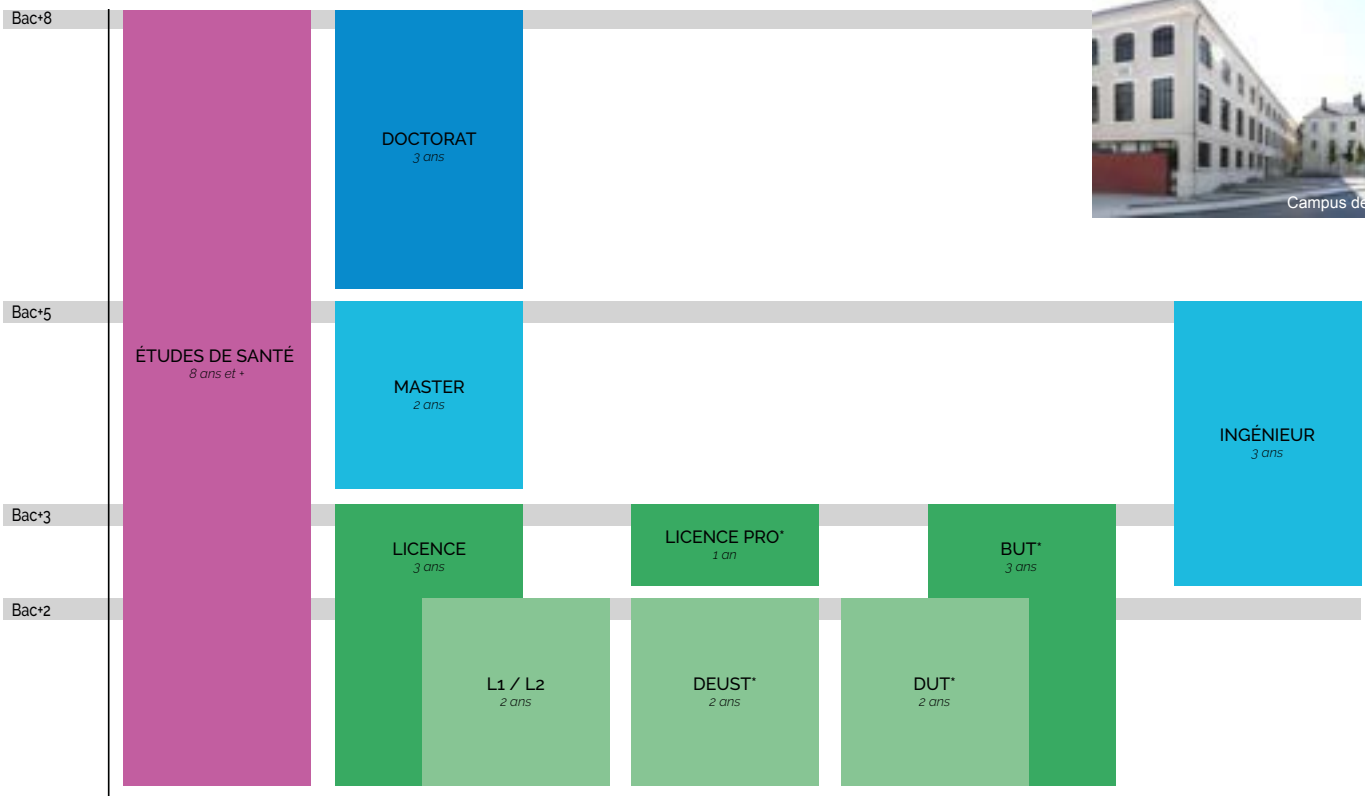 Bac+8
DOCTORAT
3 ans
Campus de
Bac+5
ÉTUDES DE SANTÉ
8 ans et +
MASTER
2 ans
INGÉNIEUR
3 ans
Bac+3
LICENCE
3 ans
LICENCE PRO*
1 an
BUT*
3 ans
Bac+2
L1 / L2
2 ans
DEUST*
2 ans
DUT*
2 ans